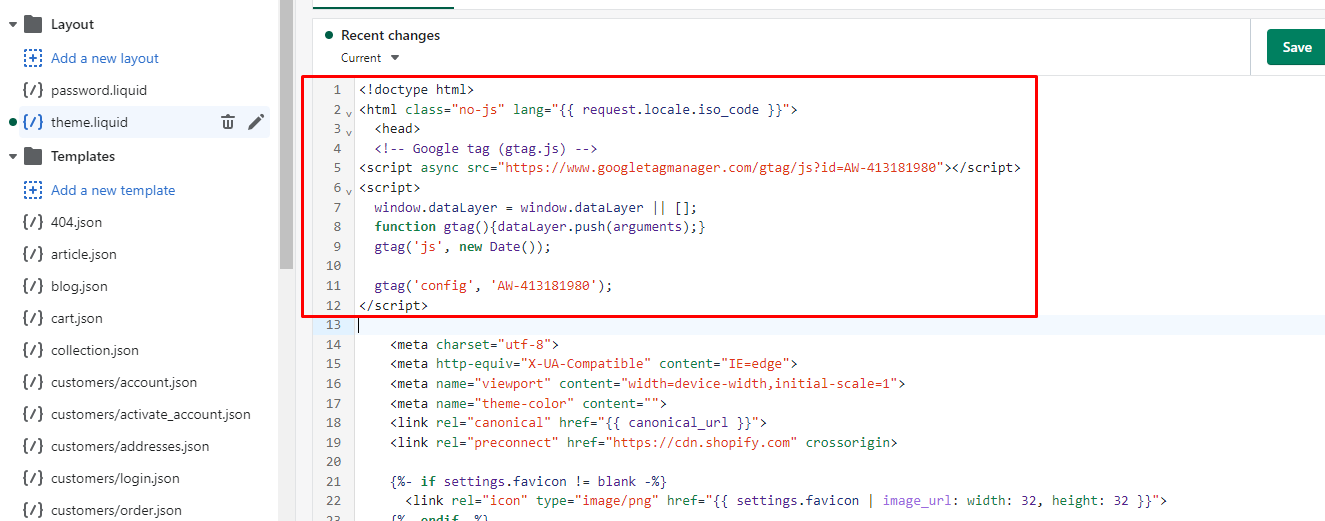 Layout
Add a new layout
{/} password.liquid
{/} theme.liquid
Templates
Add a new template
{/} 404.json
{/} article.json
{/} blog.json
{/} cart.json
{/} collection.json
{/} customers/account.json
{/} customers/activate_account.json
{/} customers/addresses.json
{/} customers/login.json
{/} customers/order.json
Recent changes
Current
Save
1 <!doctype html>
2 <html class="no-js" lang="{{ request.locale.iso_code }}">
3 <head>
4 <!-- Google tag (gtag.js) -->
5 <script async src="https://www.googletagmanager.com/gtag/js?id=AW-413181980"></script>
6 <script>
7 window.dataLayer = window.dataLayer || [];
8 function gtag(){dataLayer.push(arguments);}
9 gtag('js', new Date());
10
11 gtag('config', 'AW-413181980');
12 </script>
13
14 <meta charset="utf-8">
15 <meta http-equiv="X-UA-Compatible" content="IE=edge">
16 <meta name="viewport" content="width=device-width,initial-scale=1">
17 <meta name="theme-color" content="">
18 <link rel="canonical" href="{{ canonical_url }}">
19 <link rel="preconnect" href="https://cdn.shopify.com" crossorigin>
20
21 {%- if settings.favicon != blank -%}
22 <link rel="icon" type="image/png" href="{{ settings.favicon | image_url: width: 32, height: 32 }}">
23 {%- endif -%}